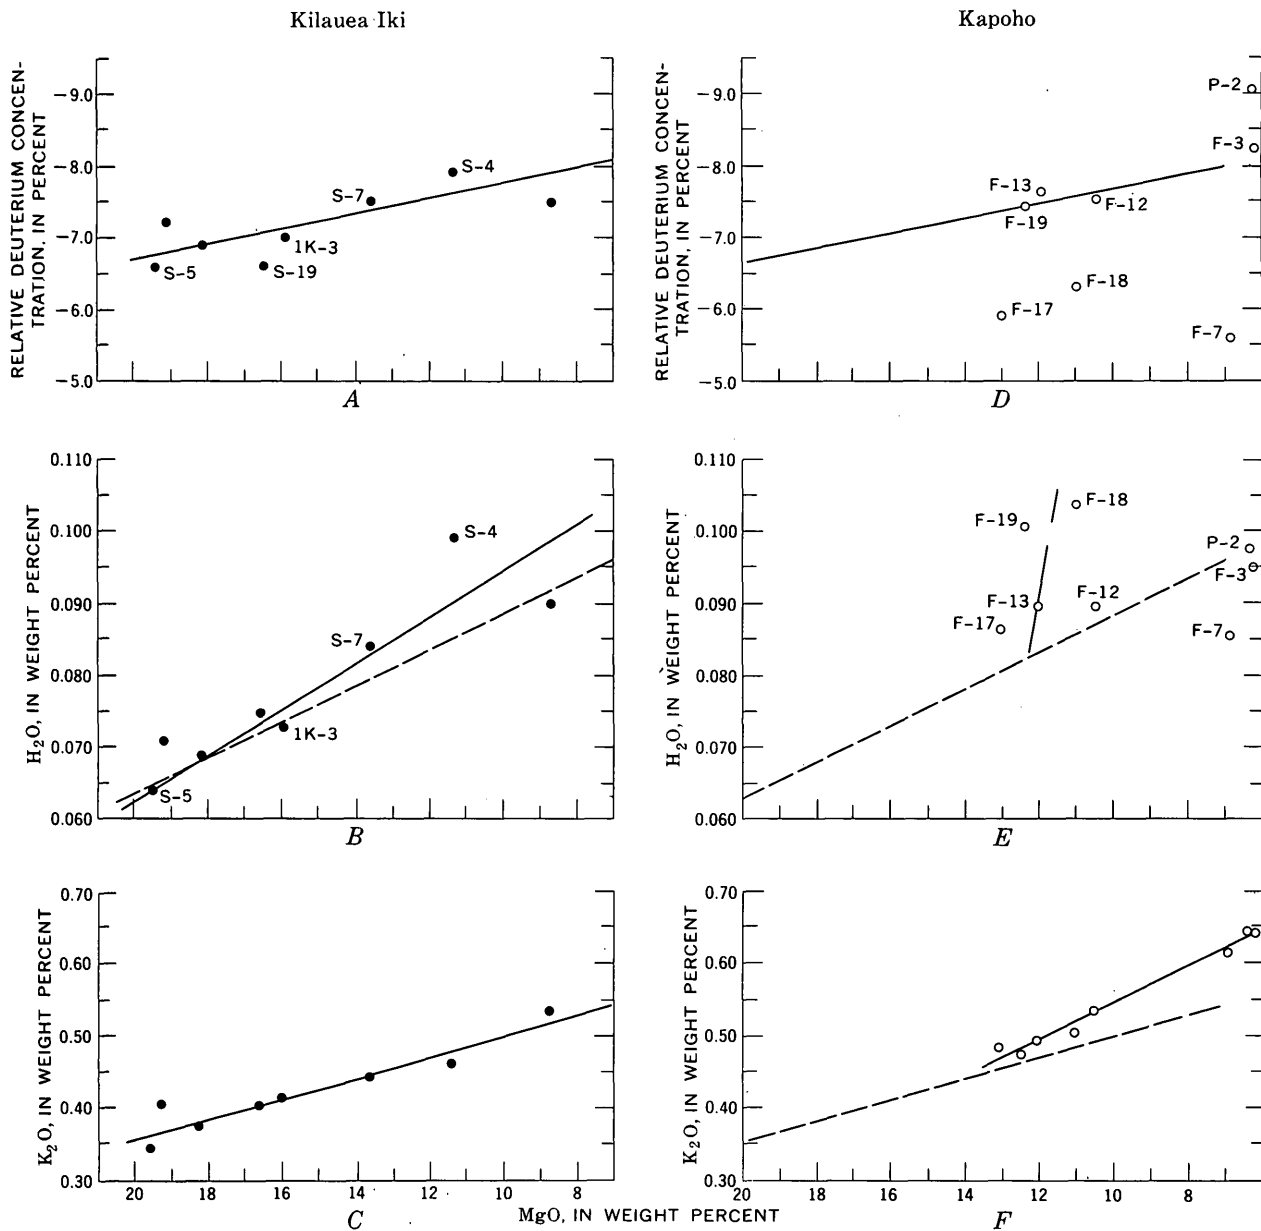 Kilauea Iki
Kapoho
RELATIVE DEUTERIUM CONCEN-
TRATION, IN PERCENT
−9.0
−8.0
−7.0
−6.0
−5.0
S-4
S-7
1K-3
S-19
S-5
A
RELATIVE DEUTERIUM CONCEN-
TRATION, IN PERCENT
−9.0
−8.0
−7.0
−6.0
−5.0
P-2
F-3
F-13
F-19
F-12
F-18
F-17
F-7
D
H₂O, IN WEIGHT PERCENT
0.110
0.100
0.090
0.080
0.070
0.060
S-4
S-7
1K-3
S-5
B
H₂O, IN WEIGHT PERCENT
0.110
0.100
0.090
0.080
0.070
0.060
F-19
F-18
P-2
F-3
F-13
F-12
F-17
F-7
E
K₂O, IN WEIGHT PERCENT
0.70
0.60
0.50
0.40
0.30
20 18 16 14 12 10 8
C
K₂O, IN WEIGHT PERCENT
0.70
0.60
0.50
0.40
0.30
20 18 16 14 12 10 8
F
MgO, IN WEIGHT PERCENT